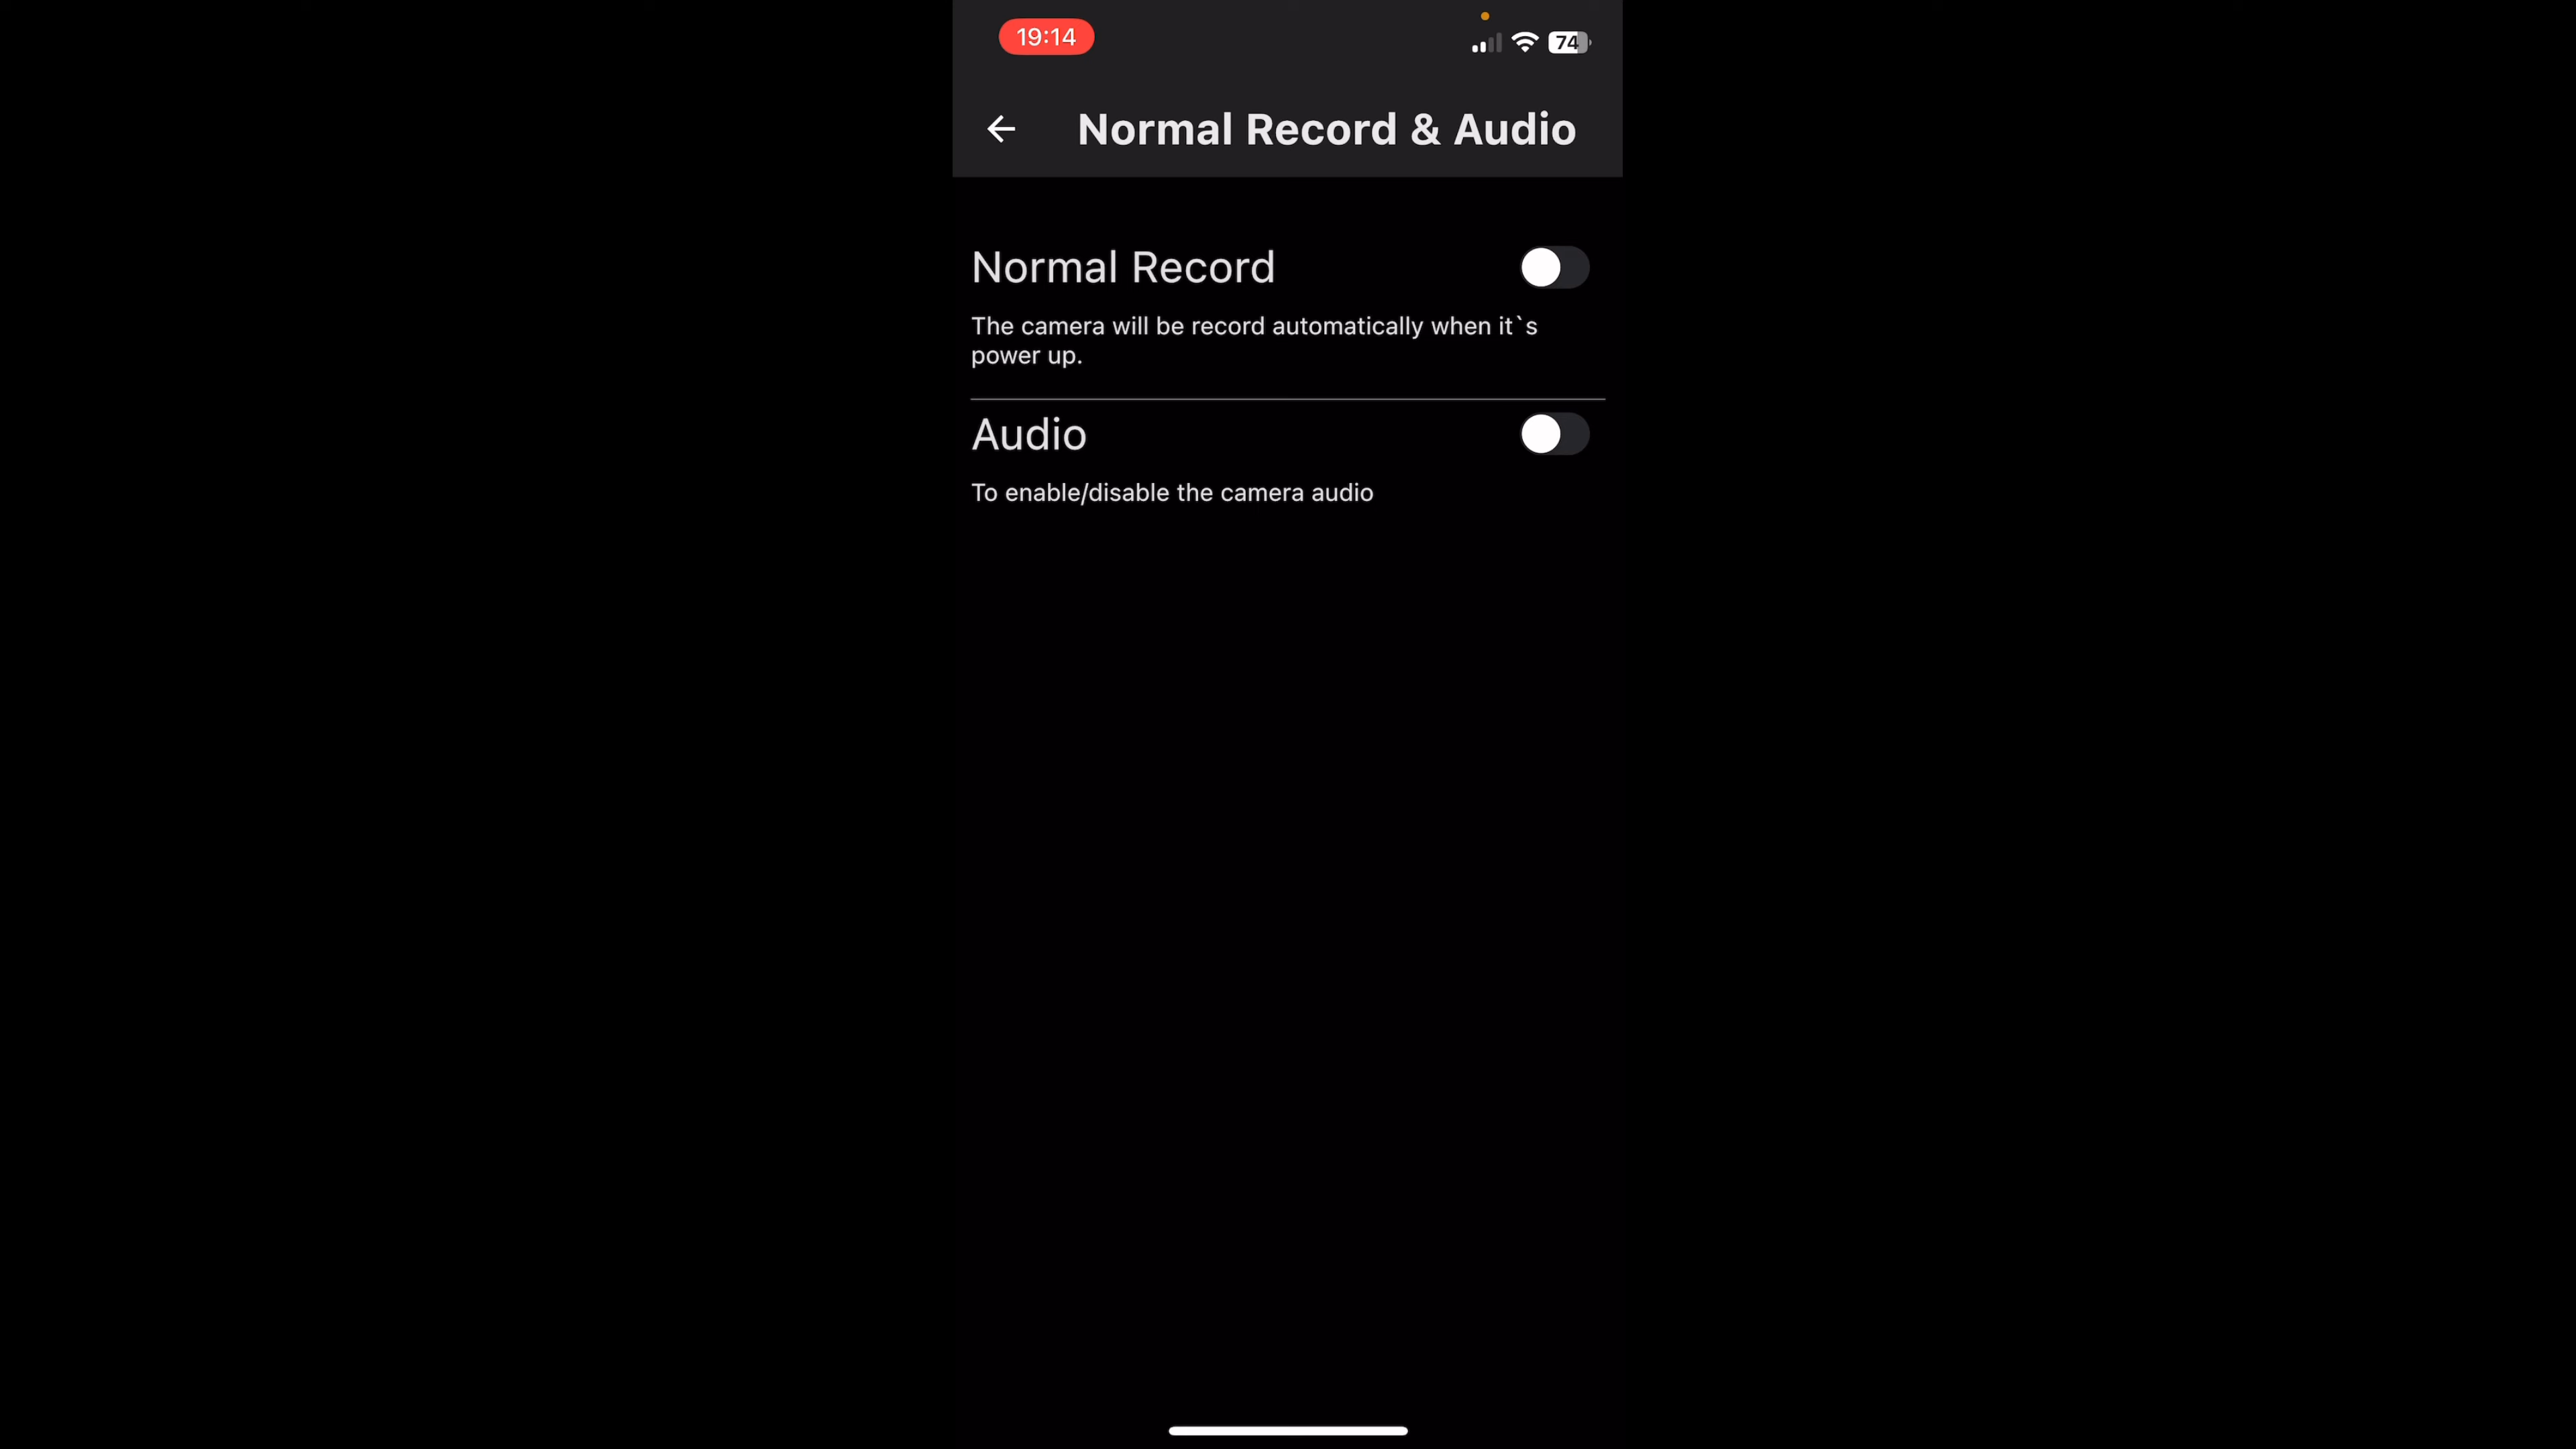 19:14
74
Normal Record & Audio
Normal Record
The camera will be record automatically when it`s
power up.
Audio
To enable/disable the camera audio